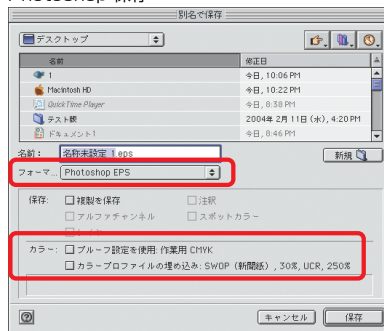 Photoshop 保存
別名で保存
デスクトップ
名前
修正日
1
今日, 10:06 PM
Macintosh HD
今日, 10:22 PM
QuickTime Player
今日, 8:38 PM
テスト版
2004年 2月 11日 (水), 4:20 PM
ドキュメント1
今日, 8:46 PM
名前: 名称未設定 1.eps
新規
フォーマ... Photoshop EPS
保存: 複製を保存 注釈
アルファチャンネル スポットカラー
カラー: プルーフ設定を使用: 作業用 CMYK
カラープロファイルの埋め込み: SWOP (新聞紙) , 30%, UCR, 250%
キャンセル 保存